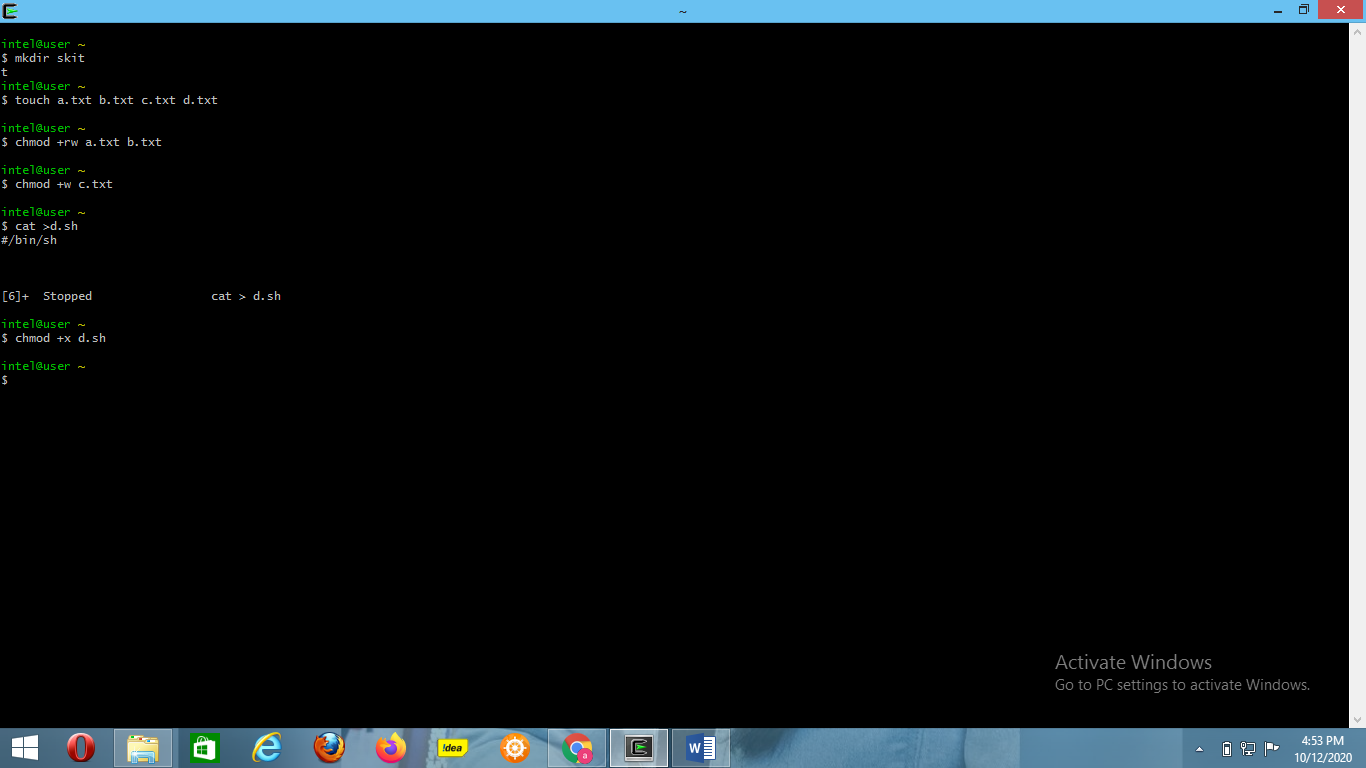 ~
intel@user ~
$ mkdir skit
t
intel@user ~
$ touch a.txt b.txt c.txt d.txt
intel@user ~
$ chmod +rw a.txt b.txt
intel@user ~
$ chmod +w c.txt
intel@user ~
$ cat >d.sh
#/bin/sh
[6]+  Stopped                 cat > d.sh
intel@user ~
$ chmod +x d.sh
intel@user ~
$
Activate Windows
Go to PC settings to activate Windows.
!dea
a
W
4:53 PM
10/12/2020